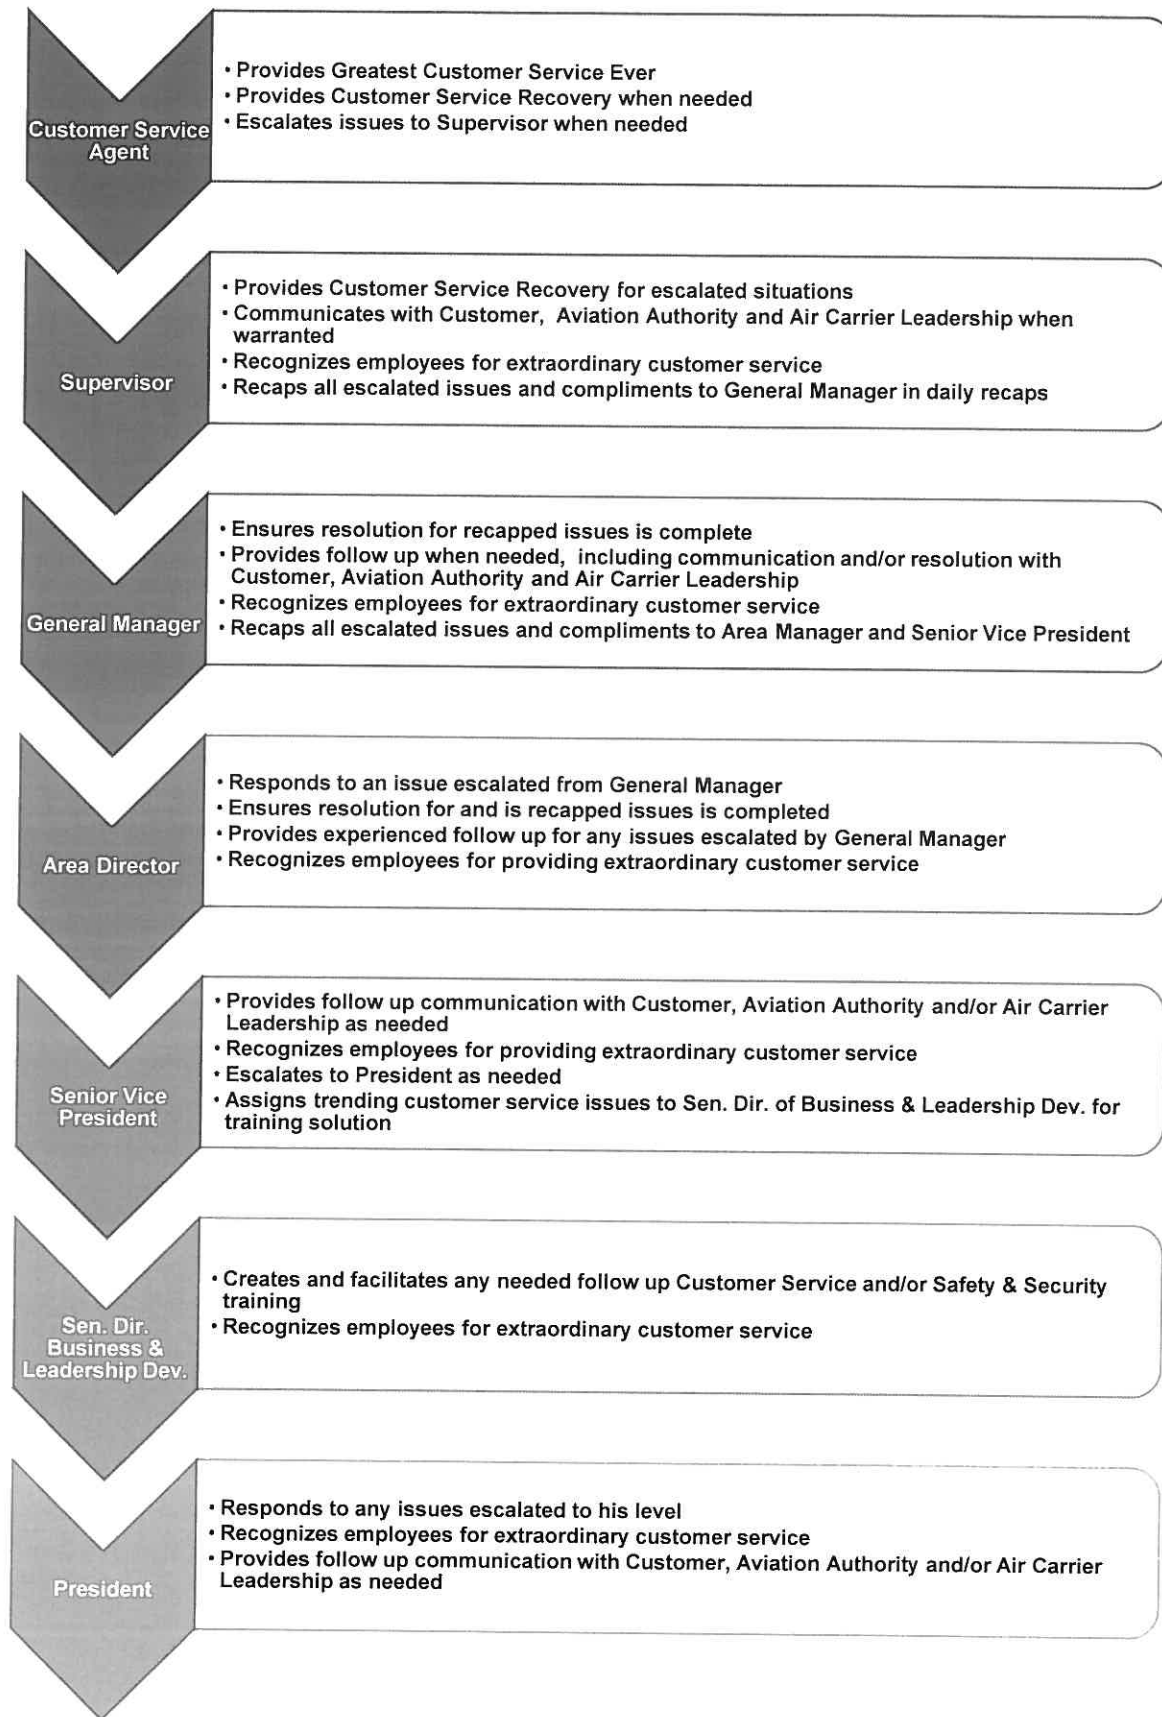 Customer Service
Agent
• Provides Greatest Customer Service Ever
• Provides Customer Service Recovery when needed
• Escalates issues to Supervisor when needed
Supervisor
• Provides Customer Service Recovery for escalated situations
• Communicates with Customer, Aviation Authority and Air Carrier Leadership when
warranted
• Recognizes employees for extraordinary customer service
• Recaps all escalated issues and compliments to General Manager in daily recaps
General Manager
• Ensures resolution for recapped issues is complete
• Provides follow up when needed, including communication and/or resolution with
Customer, Aviation Authority and Air Carrier Leadership
• Recognizes employees for extraordinary customer service
• Recaps all escalated issues and compliments to Area Manager and Senior Vice President
Area Director
• Responds to an issue escalated from General Manager
• Ensures resolution for and is recapped issues is completed
• Provides experienced follow up for any issues escalated by General Manager
• Recognizes employees for providing extraordinary customer service
Senior Vice
President
• Provides follow up communication with Customer, Aviation Authority and/or Air Carrier
Leadership as needed
• Recognizes employees for providing extraordinary customer service
• Escalates to President as needed
• Assigns trending customer service issues to Sen. Dir. of Business & Leadership Dev. for
training solution
Sen. Dir.
Business &
Leadership Dev.
• Creates and facilitates any needed follow up Customer Service and/or Safety & Security
training
• Recognizes employees for extraordinary customer service
President
• Responds to any issues escalated to his level
• Recognizes employees for extraordinary customer service
• Provides follow up communication with Customer, Aviation Authority and/or Air Carrier
Leadership as needed